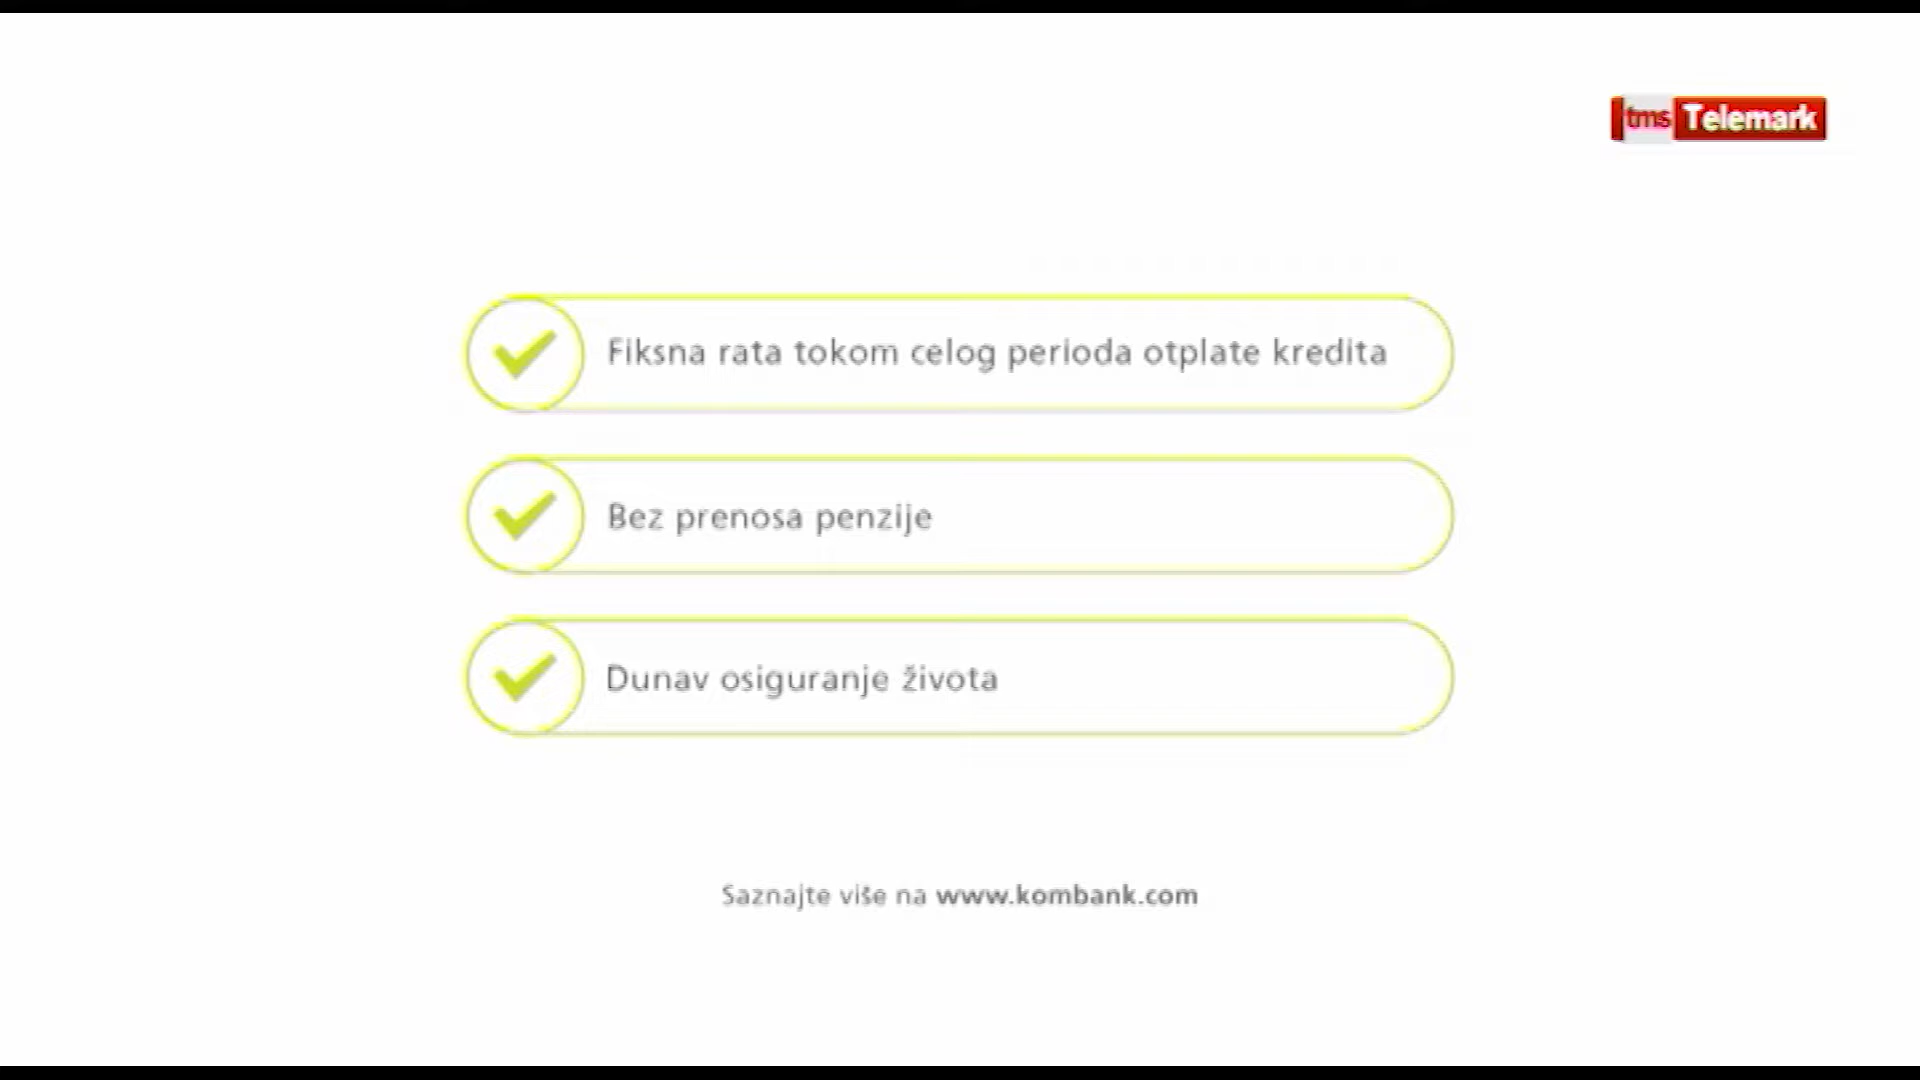 tms Telemark
Fiksna rata tokom celog perioda otplate kredita
Bez prenosa penzije
Dunav osiguranje života
Saznajte više na www.kombank.com